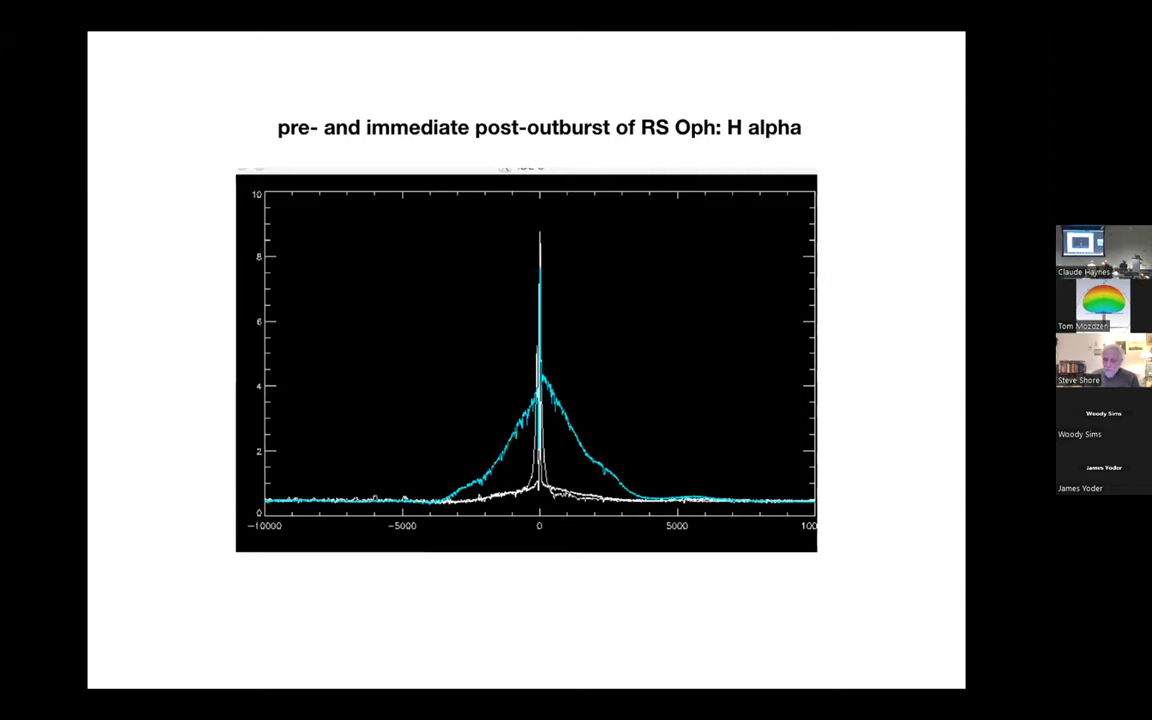 pre- and immediate post-outburst of RS Oph: H alpha
10
8
6
4
2
0
−10000 −5000 0 5000 100
Claude Haynes
Tom Mozdzen
Steve Shore
Woody Sims
Woody Sims
James Yoder
James Yoder